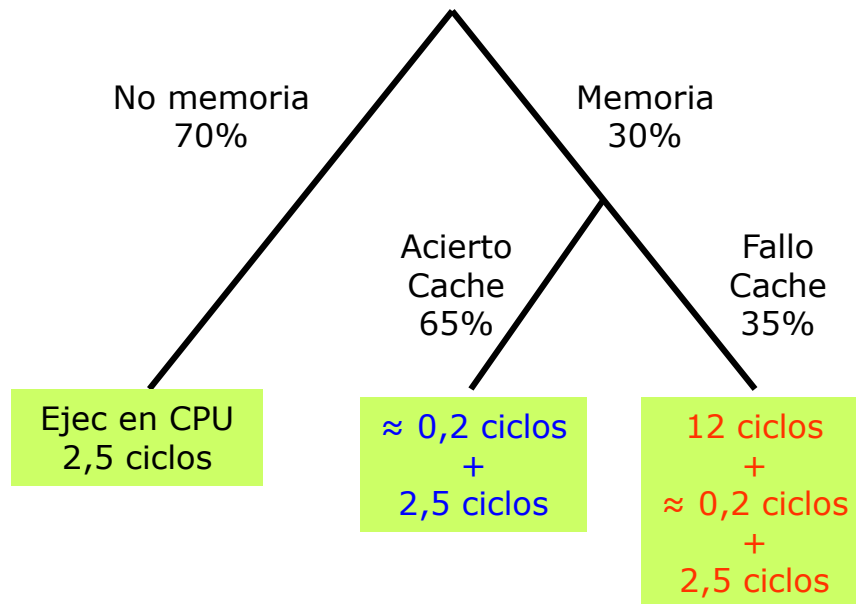 No memoria
70%
Memoria
30%
Acierto
Cache
65%
Fallo
Cache
35%
Ejec en CPU
2,5 ciclos
≈ 0,2 ciclos
+
2,5 ciclos
12 ciclos
+
≈ 0,2 ciclos
+
2,5 ciclos